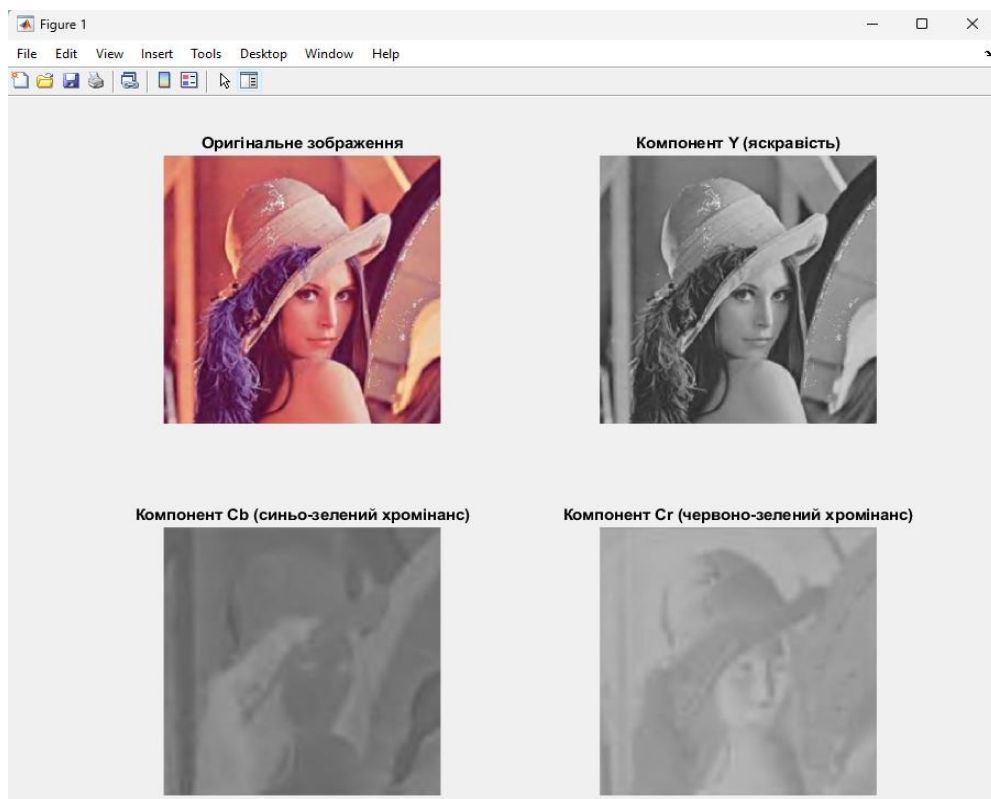 Figure 1
File Edit View Insert Tools Desktop Window Help
Оригінальне зображення
Компонент Y (яскравість)
Компонент Cb (синьо-зелений хромінанс)
Компонент Cr (червоно-зелений хромінанс)